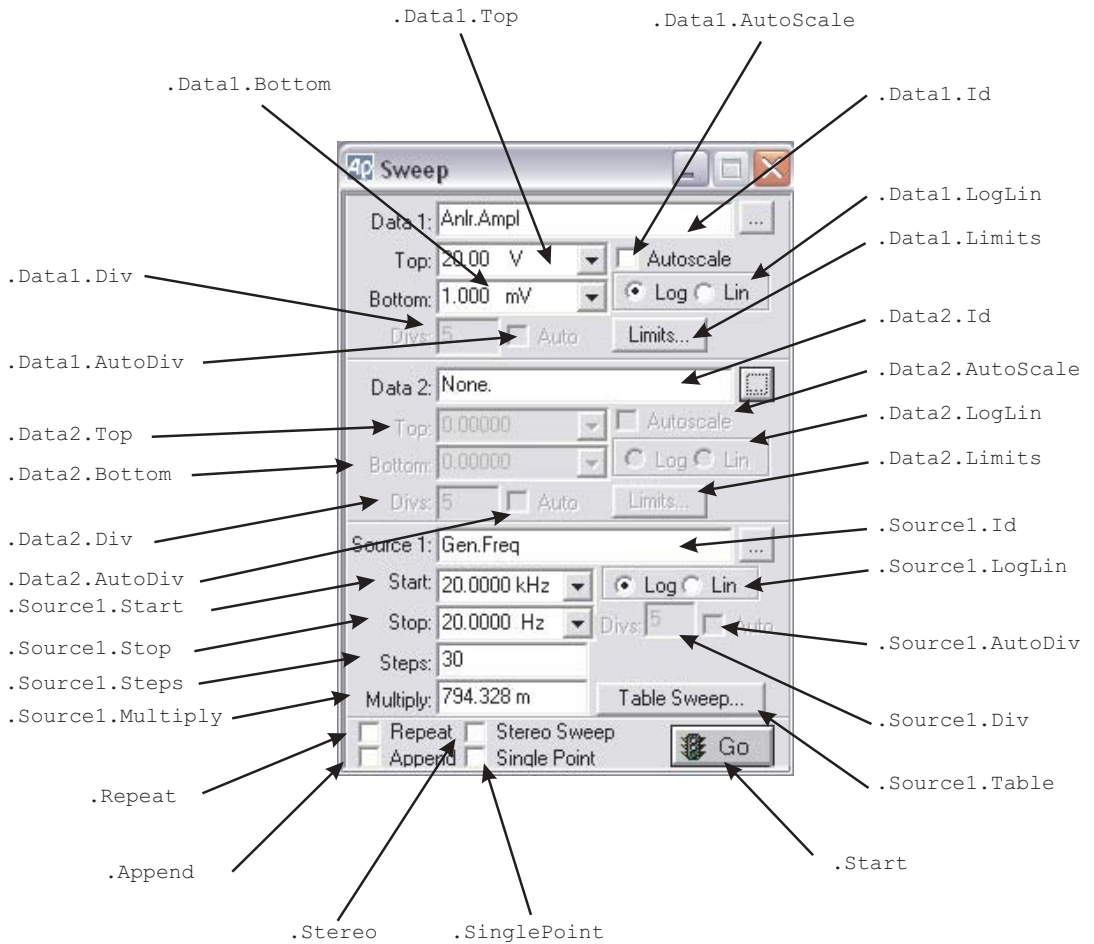 .Data1.Top
.Data1.AutoScale
.Data1.Bottom
.Data1.Id
Ap Sweep
.Data1.LogLin
Data 1: Anlr.Ampl ...
.Data1.Limits
Top: 20.00 V Autoscale
.Data1.Div
Bottom: 1.000 mV Log Lin
.Data2.Id
Divs: 5 Auto Limits...
.Data1.AutoDiv
.Data2.AutoScale
Data 2: None. ...
.Data2.LogLin
Top: 0.00000 Autoscale
.Data2.Top
.Data2.Limits
Bottom: 0.00000 Log Lin
.Data2.Bottom
Divs: 5 Auto Limits...
.Source1.Id
.Data2.Div
Source 1: Gen.Freq ...
.Source1.LogLin
.Data2.AutoDiv
Start: 20.0000 kHz Log Lin
.Source1.Start
Stop: 20.0000 Hz Divs: 5 Auto
.Source1.AutoDiv
.Source1.Stop
Steps: 30
.Source1.Steps
Multiply: 794.328 m Table Sweep...
.Source1.Multiply
.Source1.Div
Repeat Stereo Sweep
Append Single Point Go
.Source1.Table
.Repeat
.Append
.Start
.Stereo
.SinglePoint